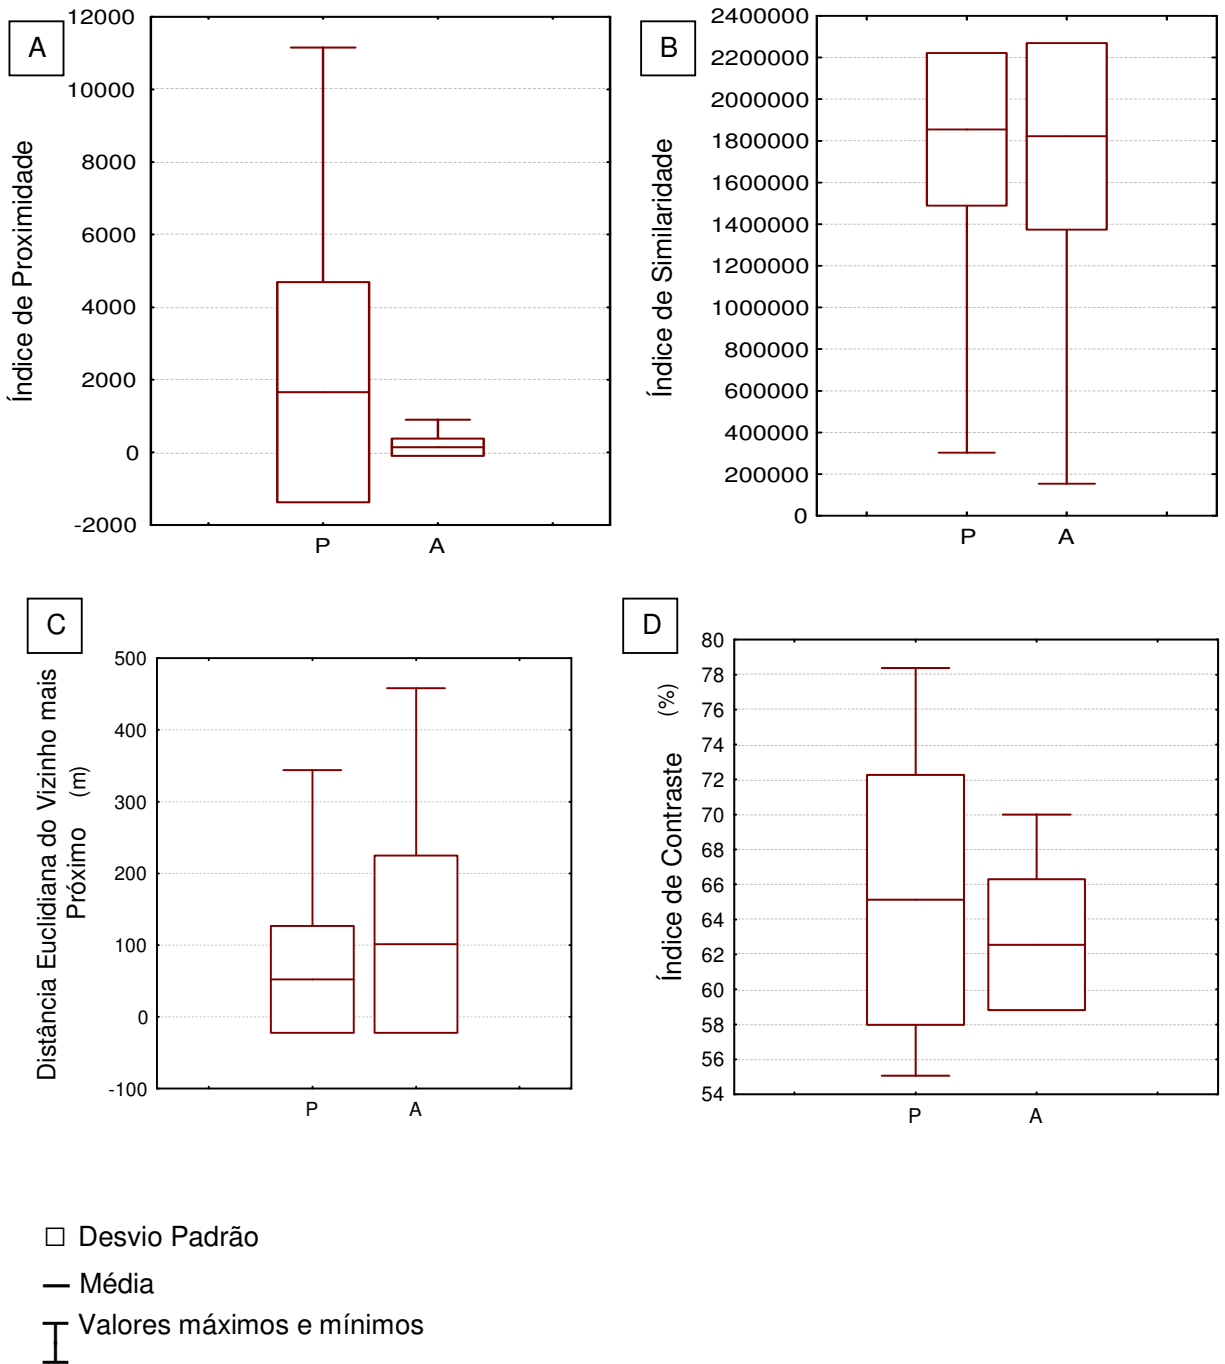 A
Índice de Proximidade
12000
10000
8000
6000
4000
2000
0
-2000
P A
B
Índice de Similaridade
2400000
2200000
2000000
1800000
1600000
1400000
1200000
1000000
800000
600000
400000
200000
0
P A
C
Distância Euclidiana do Vizinho mais
Próximo (m)
500
400
300
200
100
0
-100
P A
D
Índice de Contraste (%)
80
78
76
74
72
70
68
66
64
62
60
58
56
54
P A
Desvio Padrão
Média
Valores máximos e mínimos